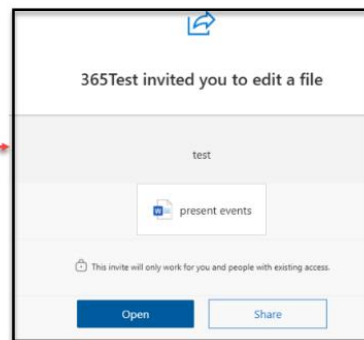 365Test invited you to edit a file
test
present events
This invite will only work for you and people with existing access.
Open Share